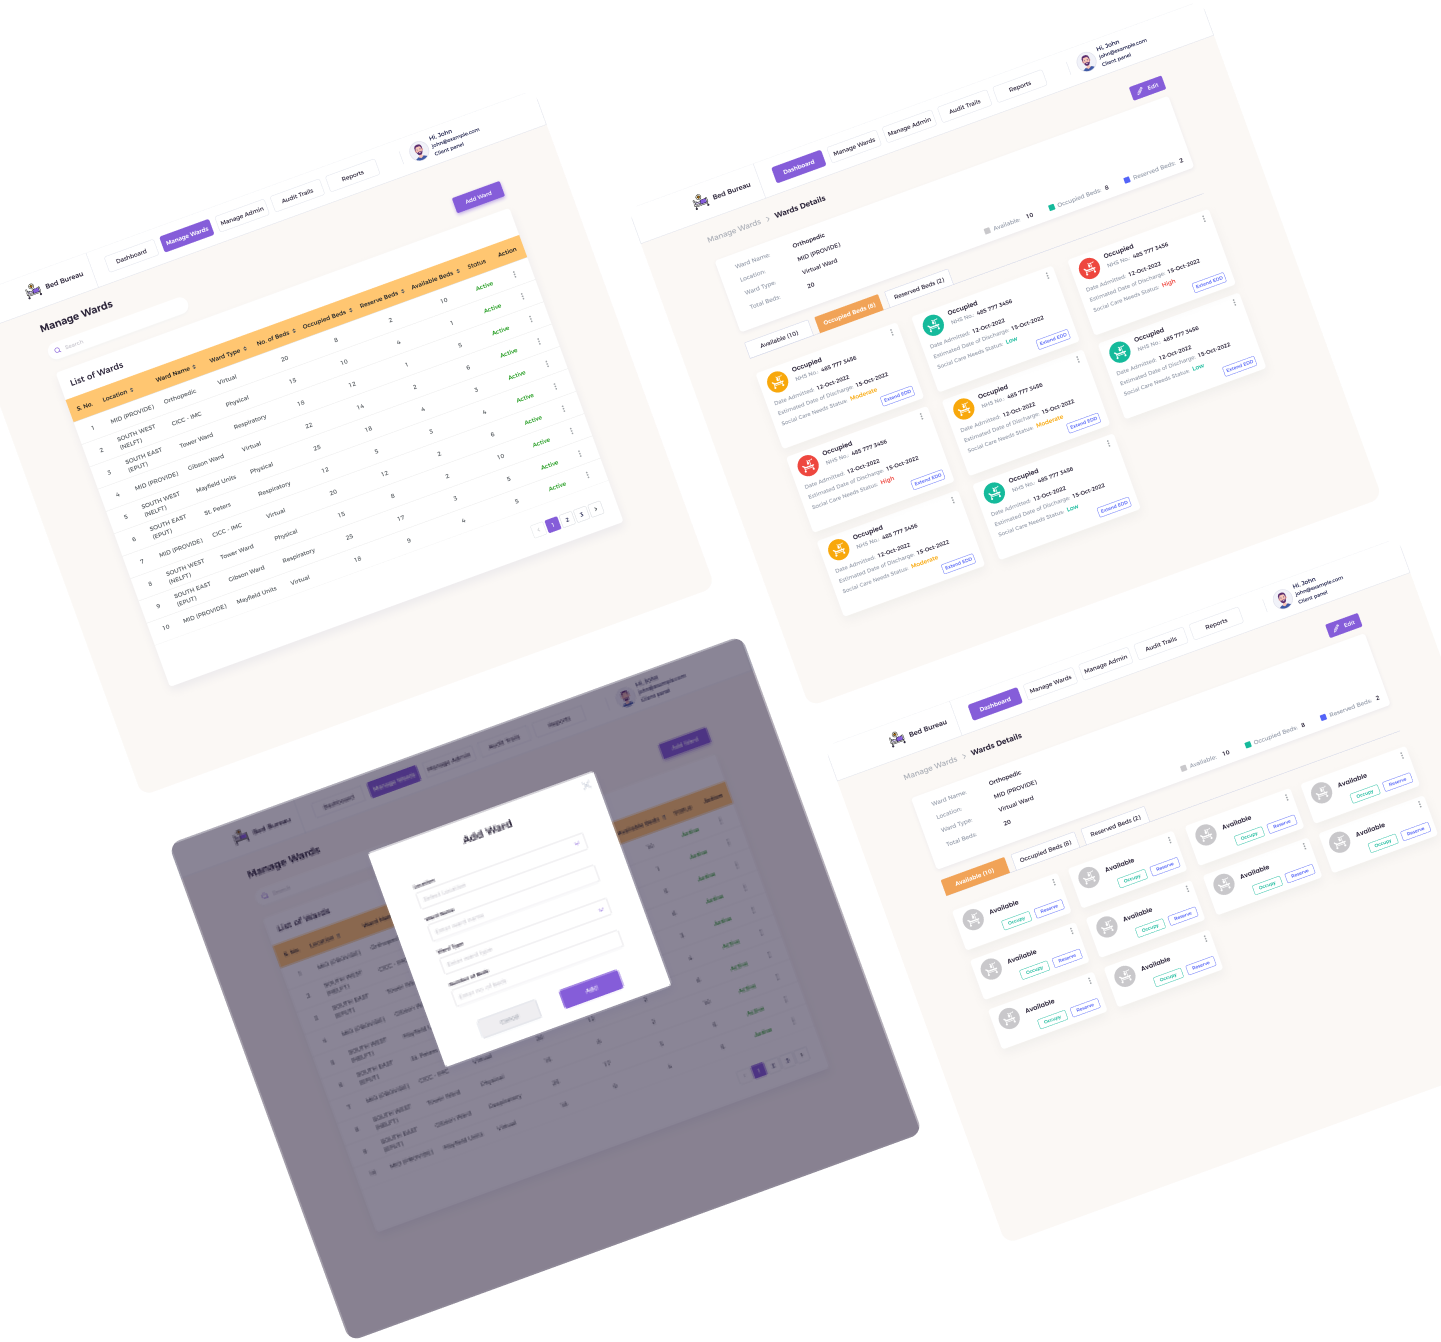 Bed Bureau
Dashboard
Manage Wards
Manage Admin
Audit Trails
Reports
Hi, John
john@example.com
Client panel
Manage Wards
Add Ward
Search
List of Wards
S. No. Location Ward Name Ward Type No. of Beds Occupied Beds Reserve Beds Available Beds Status Action
1 MID (PROVIDE) Orthopedic Virtual 20 8 2 10 Active
2 SOUTH WEST (NELFT) CICC - IMC Physical 15 10 4 1 Active
3 SOUTH EAST (EPUT) Tower Ward Respiratory 16 12 1 5 Active
4 MID (PROVIDE) Gibson Ward Virtual 22 14 2 6 Active
5 SOUTH WEST (NELFT) Mayfield Units Physical 25 18 4 3 Active
6 SOUTH EAST (EPUT) St. Peters Respiratory 12 5 5 4 Active
7 MID (PROVIDE) CICC - IMC Virtual 20 12 2 6 Active
8 SOUTH WEST (NELFT) Tower Ward Physical 15 8 2 10 Active
9 SOUTH EAST (EPUT) Gibson Ward Respiratory 25 17 3 5 Active
10 MID (PROVIDE) Mayfield Units Virtual 18 9 4 5 Active
1 2 3
Bed Bureau
Dashboard
Manage Wards
Manage Admin
Audit Trails
Reports
Hi, John
john@example.com
Client panel
Manage Wards > Wards Details
Edit
Ward Name: Orthopedic
Location: MID (PROVIDE)
Ward Type: Virtual Ward
Total Beds: 20
Available: 10
Occupied Beds: 8
Reserved Beds: 2
Available (10)
Occupied Beds (8)
Reserved Beds (2)
Occupied
NHS No.: 485 777 3456
Date Admitted: 12-Oct-2022
Estimated Date of Discharge: 15-Oct-2022
Social Care Needs Status: Moderate
Extend EDD
Occupied
NHS No.: 485 777 3456
Date Admitted: 12-Oct-2022
Estimated Date of Discharge: 15-Oct-2022
Social Care Needs Status: Low
Extend EDD
Occupied
NHS No.: 485 777 3456
Date Admitted: 12-Oct-2022
Estimated Date of Discharge: 15-Oct-2022
Social Care Needs Status: High
Extend EDD
Occupied
NHS No.: 485 777 3456
Date Admitted: 12-Oct-2022
Estimated Date of Discharge: 15-Oct-2022
Social Care Needs Status: High
Extend EDD
Occupied
NHS No.: 485 777 3456
Date Admitted: 12-Oct-2022
Estimated Date of Discharge: 15-Oct-2022
Social Care Needs Status: Moderate
Extend EDD
Occupied
NHS No.: 485 777 3456
Date Admitted: 12-Oct-2022
Estimated Date of Discharge: 15-Oct-2022
Social Care Needs Status: Low
Extend EDD
Occupied
NHS No.: 485 777 3456
Date Admitted: 12-Oct-2022
Estimated Date of Discharge: 15-Oct-2022
Social Care Needs Status: Moderate
Extend EDD
Occupied
NHS No.: 485 777 3456
Date Admitted: 12-Oct-2022
Estimated Date of Discharge: 15-Oct-2022
Social Care Needs Status: Low
Extend EDD
Bed Bureau
Dashboard
Manage Wards
Manage Admin
Audit Trails
Reports
Hi, John
john@example.com
Client panel
Manage Wards
Add Ward
Search
List of Wards
Add Ward
Location
Select Location
Ward Name
Enter ward name
Ward Type
Enter ward type
Number of Beds
Enter no. of beds
Cancel
Add
Bed Bureau
Dashboard
Manage Wards
Manage Admin
Audit Trails
Reports
Hi, John
john@example.com
Client panel
Manage Wards > Wards Details
Edit
Ward Name: Orthopedic
Location: MID (PROVIDE)
Ward Type: Virtual Ward
Total Beds: 20
Available: 10
Occupied Beds: 8
Reserved Beds: 2
Available (10)
Occupied Beds (8)
Reserved Beds (2)
Available
Occupy Reserve
Available
Occupy Reserve
Available
Occupy Reserve
Available
Occupy Reserve
Available
Occupy Reserve
Available
Occupy Reserve
Available
Occupy Reserve
Available
Occupy Reserve
Available
Occupy Reserve
Available
Occupy Reserve